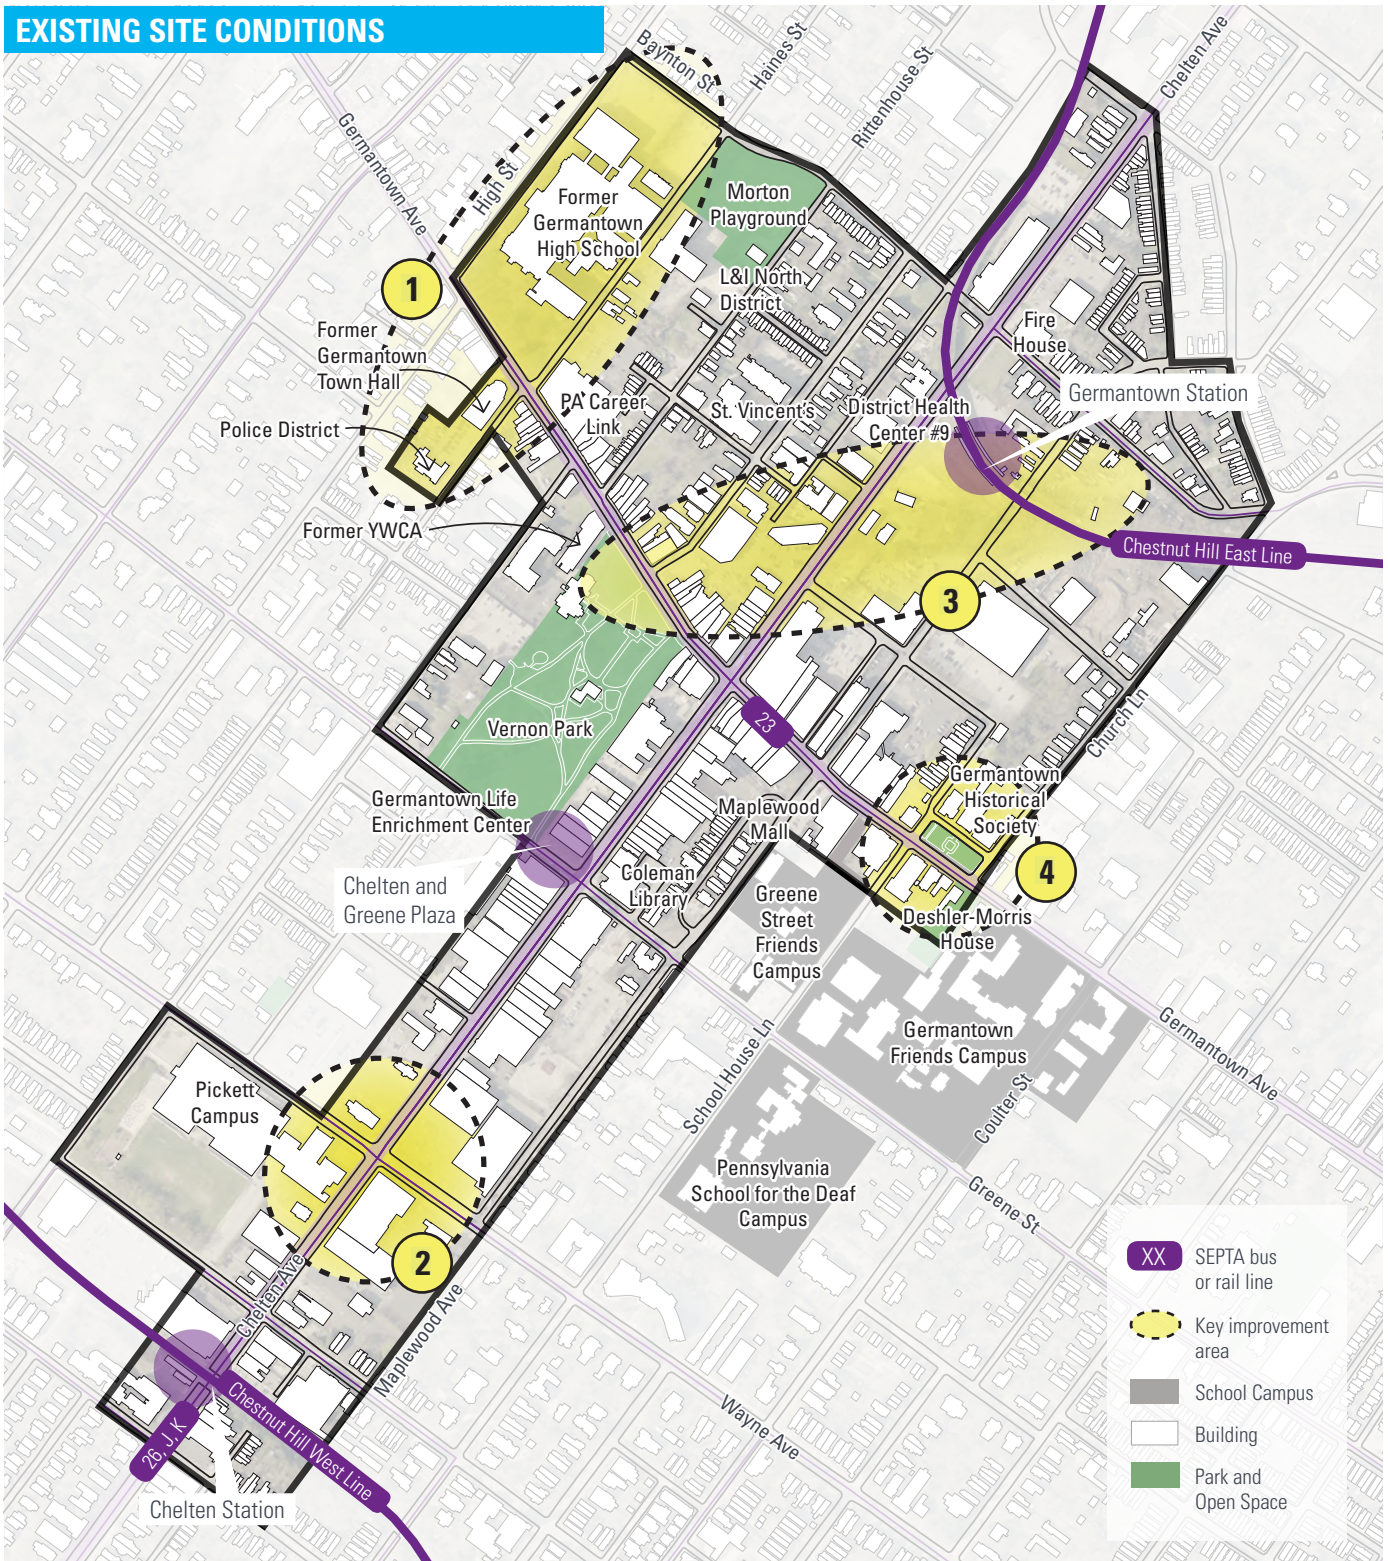 EXISTING SITE CONDITIONS
Baynton St
Haines St
Rittenhouse St
Chelten Ave
Germantown Ave
High St
Former
Germantown
High School
Morton
Playground
L&I North
District
1
Former
Germantown
Town Hall
Police District
PA Career
Link
St. Vincent's
District Health
Center #9
Fire
House
Germantown Station
Former YWCA
Chestnut Hill East Line
3
Vernon Park
23
Church Ln
Germantown Life
Enrichment Center
Maplewood
Mall
Germantown
Historical
Society
Chelten and
Greene Plaza
Coleman
Library
4
Greene
Street
Friends
Campus
Deshler-Morris
House
Germantown
Friends Campus
Germantown Ave
School House Ln
Coulter St
Pickett
Campus
Pennsylvania
School for the Deaf
Campus
Greene St
2
Chelten Ave
Maplewood Ave
Wayne Ave
Chestnut Hill West Line
26, J, K
Chelten Station
XX
SEPTA bus
or rail line
Key improvement
area
School Campus
Building
Park and
Open Space